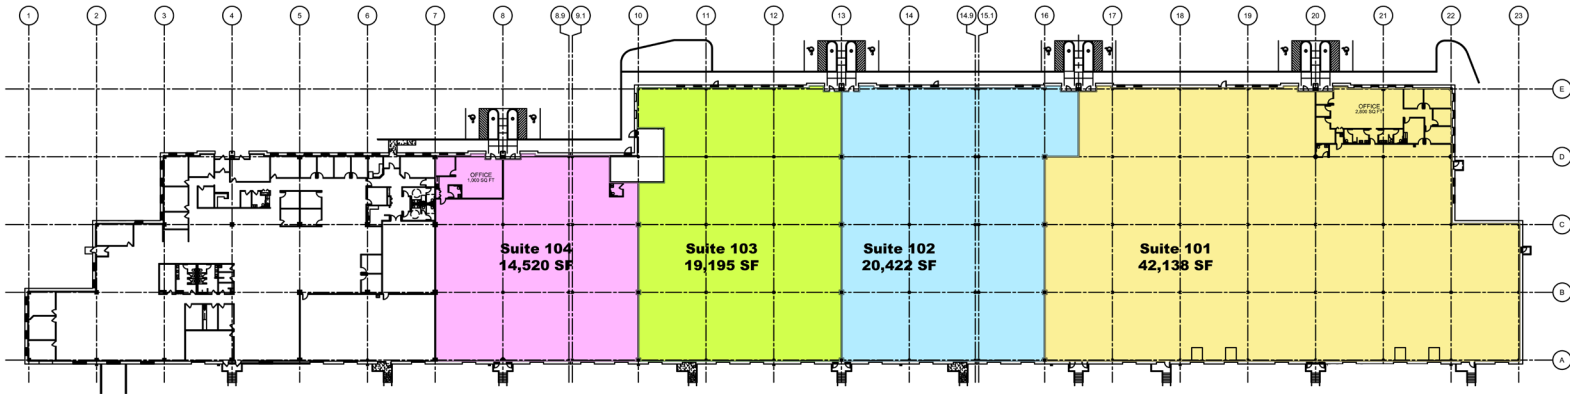 1 2 3 4 5 6 7 8 8.9 9.1 10 11 12 13 14 14.9 15.1 16 17 18 19 20 21 22 23
E
OFFICE
2,800 SQ FT
D
OFFICE
1,000 SQ FT
C
Suite 104
14,520 SF
Suite 103
19,195 SF
Suite 102
20,422 SF
Suite 101
42,138 SF
B
A